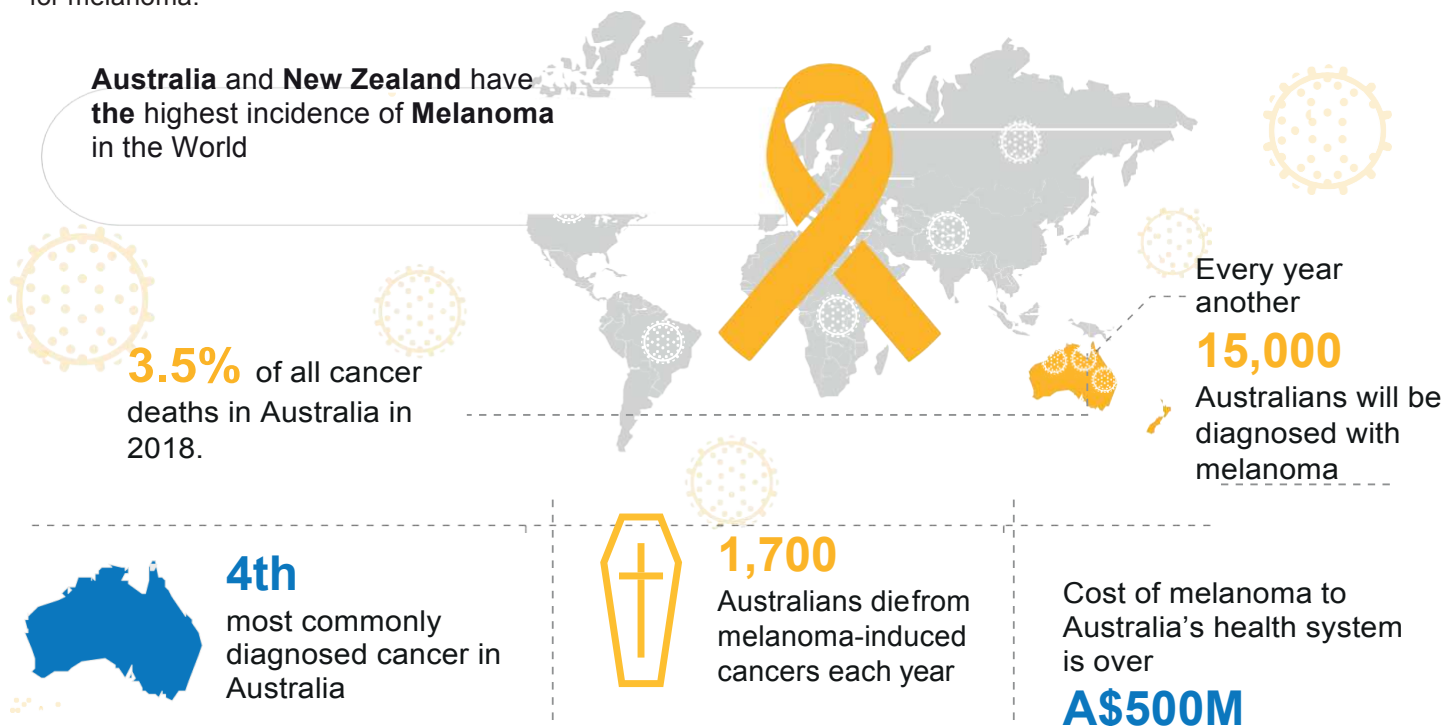 for melanoma.
Australia and New Zealand have
the highest incidence of Melanoma
in the World
Every year
another
15,000
Australians will be
diagnosed with
melanoma
3.5% of all cancer
deaths in Australia in
2018.
4th
most commonly
diagnosed cancer in
Australia
1,700
Australians diefrom
melanoma-induced
cancers each year
Cost of melanoma to
Australia’s health system
is over
A$500M